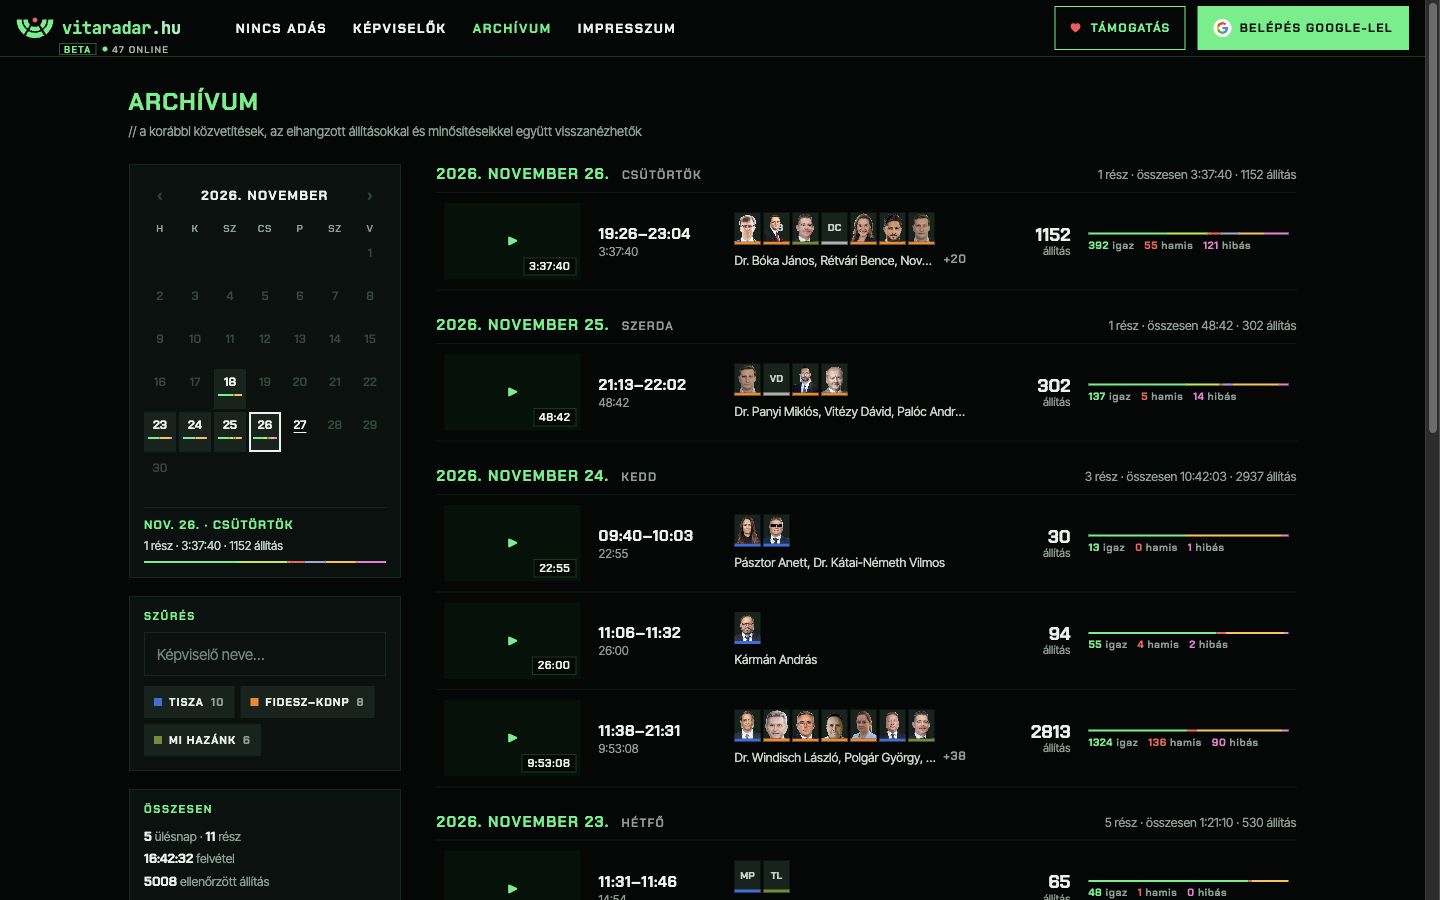 vitaradar.hu
BETA 47 ONLINE
NINCS ADÁS KÉPVISELŐK ARCHÍVUM IMPRESSZUM
TÁMOGATÁS
BELÉPÉS GOOGLE-LEL
ARCHÍVUM
// a korábbi közvetítések, az elhangzott állításokkal és minősítéseikkel együtt visszanézhetők
‹ 2026. NOVEMBER ›
H K SZ CS P SZ V
1
2 3 4 5 6 7 8
9 10 11 12 13 14 15
16 17 18 19 20 21 22
23 24 25 26 27 28 29
30
NOV. 26. · CSÜTÖRTÖK
1 rész · 3:37:40 · 1152 állítás
SZŰRÉS
Képviselő neve...
TISZA 10
FIDESZ–KDNP 8
MI HAZÁNK 6
ÖSSZESEN
5 ülésnap · 11 rész
16:42:32 felvétel
5008 ellenőrzött állítás
2026. NOVEMBER 26. CSÜTÖRTÖK
1 rész · összesen 3:37:40 · 1152 állítás
3:37:40
19:26–23:04
3:37:40
DC
Dr. Bóka János, Rétvári Bence, Nov... +20
1152
állítás
392 igaz 55 hamis 121 hibás
2026. NOVEMBER 25. SZERDA
1 rész · összesen 48:42 · 302 állítás
48:42
21:13–22:02
48:42
VD
Dr. Panyi Miklós, Vitézy Dávid, Palóc Andr...
302
állítás
137 igaz 5 hamis 14 hibás
2026. NOVEMBER 24. KEDD
3 rész · összesen 10:42:03 · 2937 állítás
22:55
09:40–10:03
22:55
Pásztor Anett, Dr. Kátai-Németh Vilmos
30
állítás
13 igaz 0 hamis 1 hibás
26:00
11:06–11:32
26:00
Kármán András
94
állítás
55 igaz 4 hamis 2 hibás
9:53:08
11:38–21:31
9:53:08
Dr. Windisch László, Polgár György, ... +38
2813
állítás
1324 igaz 136 hamis 90 hibás
2026. NOVEMBER 23. HÉTFŐ
5 rész · összesen 1:21:10 · 530 állítás
11:31–11:46
14:54
MP TL
65
állítás
48 igaz 1 hamis 0 hibás